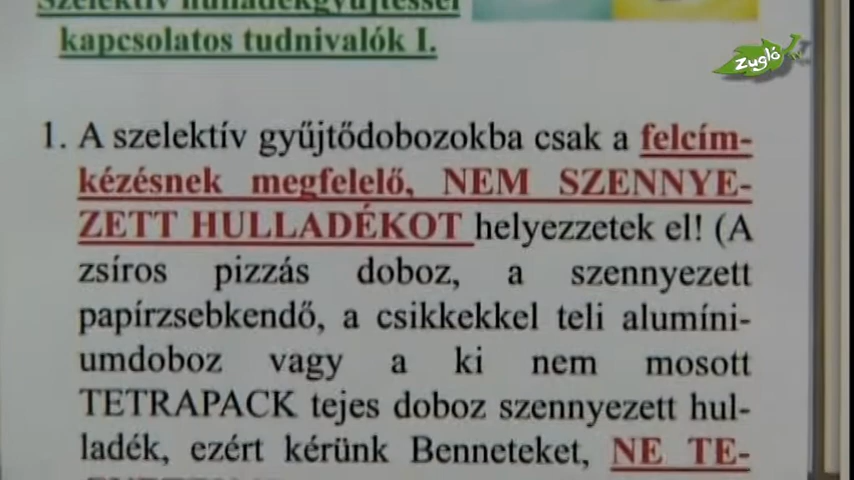 Szelektív hulladékgyűjtéssel
kapcsolatos tudnivalók I.
Zugló
1. A szelektív gyűjtődobozokba csak a felcím-
kézésnek megfelelő, NEM SZENNYE-
ZETT HULLADÉKOT helyezzetek el! (A
zsíros pizzás doboz, a szennyezett
papírzsebkendő, a csikkekkel teli alumíni-
umdoboz vagy a ki nem mosott
TETRAPACK tejes doboz szennyezett hul-
ladék, ezért kérünk Benneteket, NE TE-